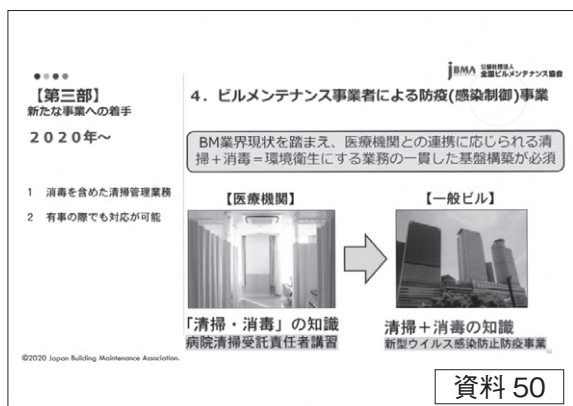 JBMA 公益社団法人
全国ビルメンテナンス協会
【第三部】
新たな事業への着手
2020年～
1 消毒を含めた清掃管理業務
2 有事の際でも対応が可能
4．ビルメンテナンス事業者による防疫(感染制御)事業
BM業界現状を踏まえ、医療機関との連携に応じられる清
掃＋消毒＝環境衛生にする業務の一貫した基盤構築が必須
【医療機関】
「清掃・消毒」の知識
病院清掃受託責任者講習
【一般ビル】
清掃＋消毒の知識
新型ウイルス感染防止防疫事業
©2020 Japan Building Maintenance Association.
50
資料 50